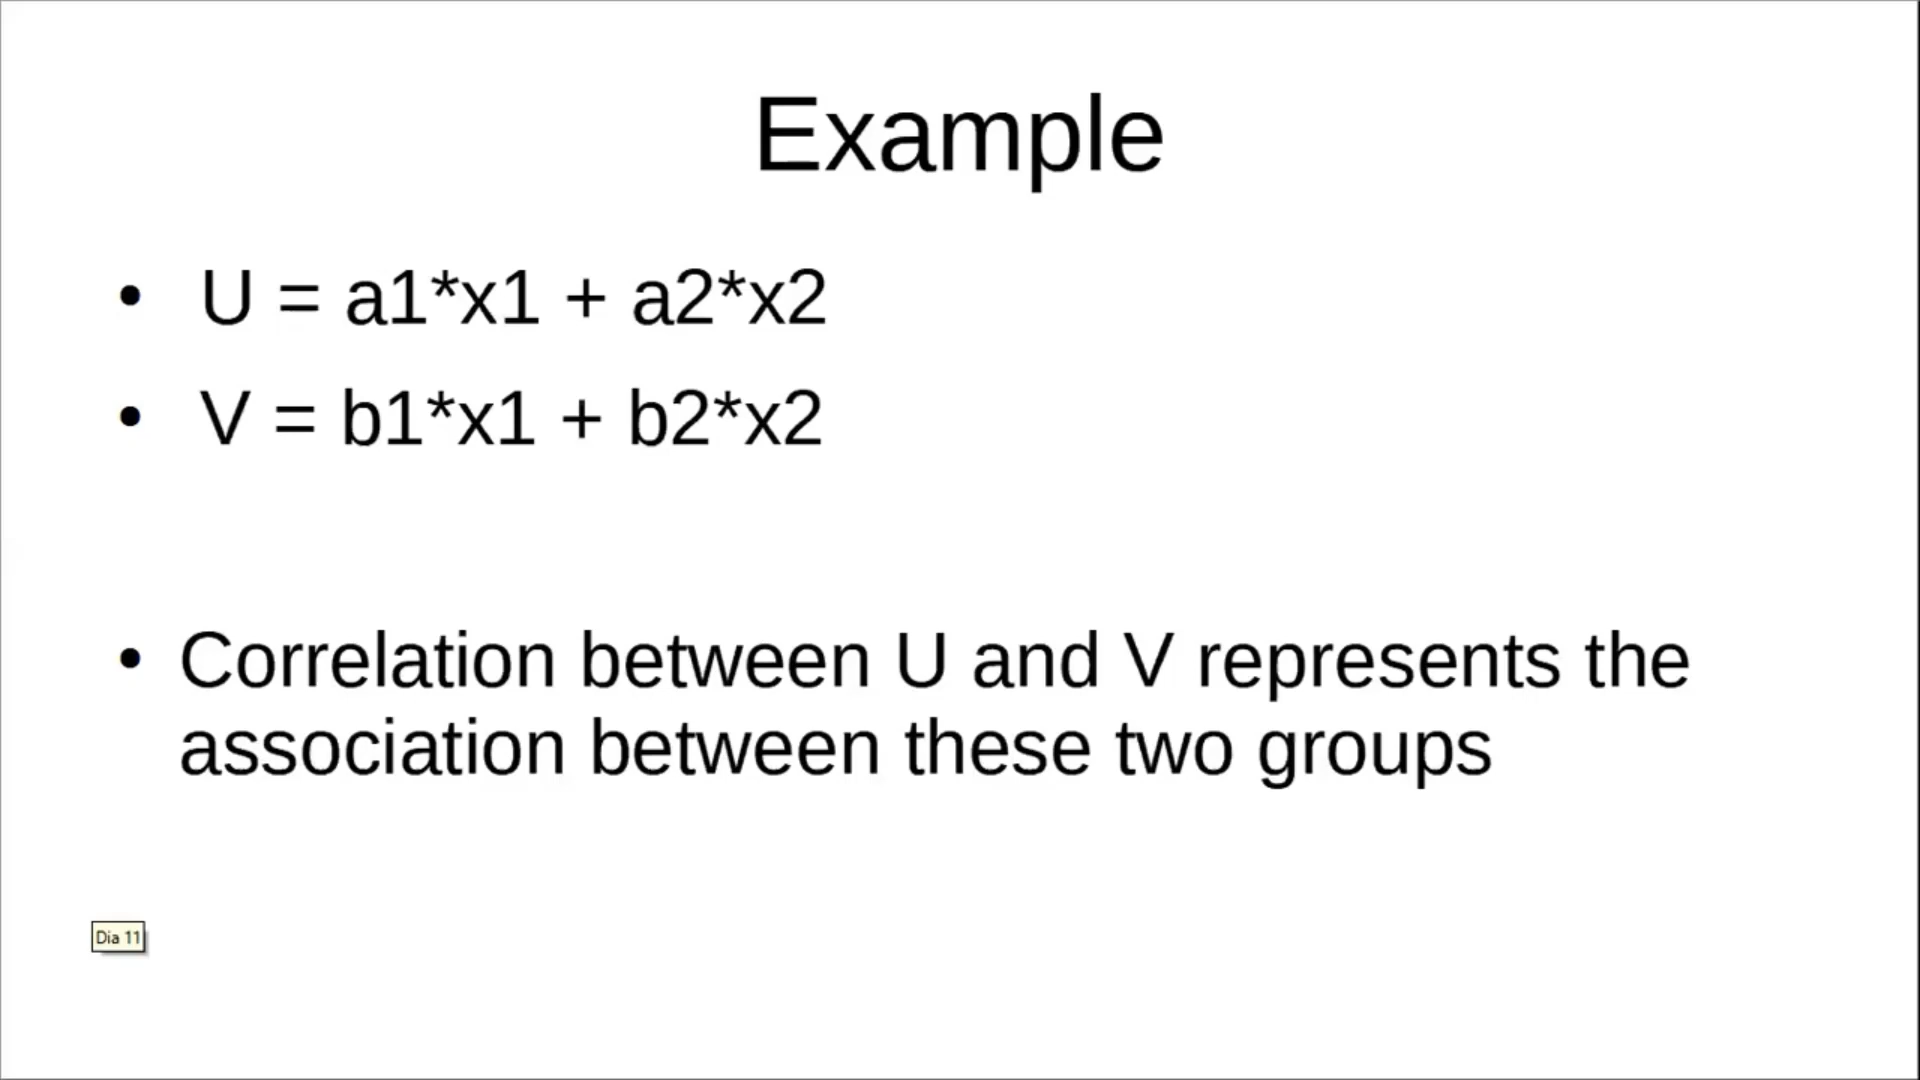 Example
• U = a1*x1 + a2*x2
• V = b1*x1 + b2*x2
• Correlation between U and V represents the
association between these two groups
Dia 11